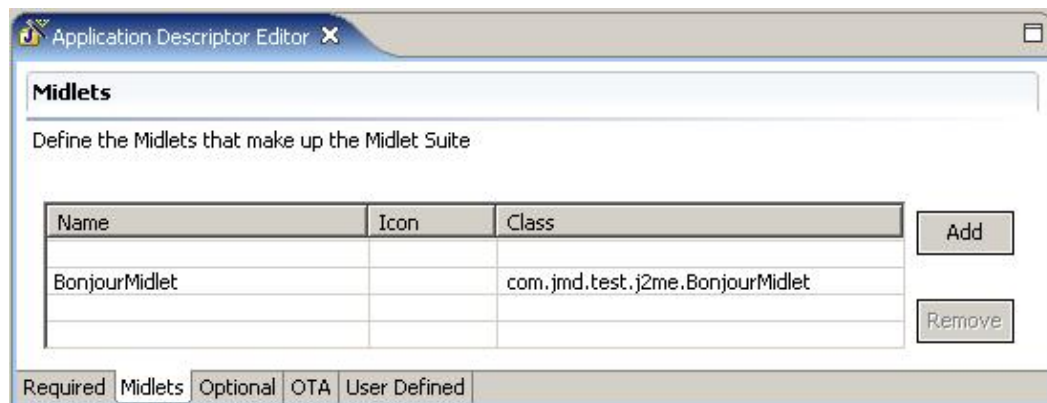 Application Descriptor Editor
Midlets
Define the Midlets that make up the Midlet Suite
Name Icon Class
Add
BonjourMidlet com.jmd.test.j2me.BonjourMidlet
Remove
Required Midlets Optional OTA User Defined